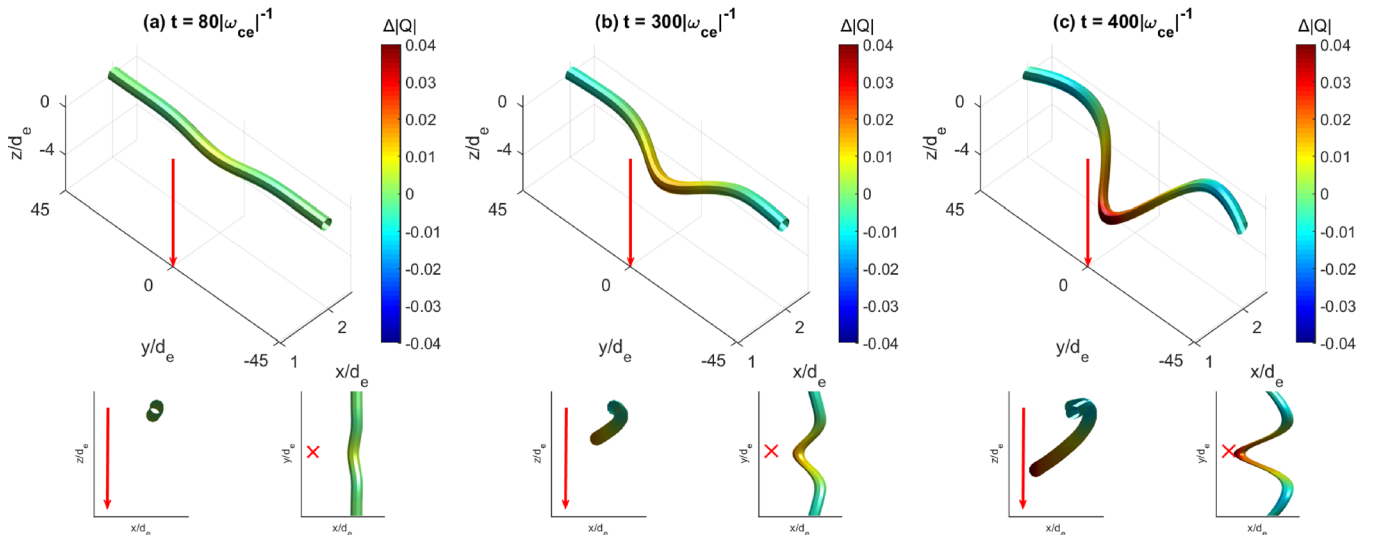 (a) t = 80|ω_ce|^-1
Δ|Q|
0.04
0.03
0.02
0.01
0
-0.01
-0.02
-0.03
-0.04
z/d_e
0
-4
45
0
-45
y/d_e
1
2
x/d_e
z/d_e
x/d_e
y/d_e
x/d_e
(b) t = 300|ω_ce|^-1
Δ|Q|
0.04
0.03
0.02
0.01
0
-0.01
-0.02
-0.03
-0.04
z/d_e
0
-4
45
0
-45
y/d_e
1
2
x/d_e
z/d_e
x/d_e
y/d_e
x/d_e
(c) t = 400|ω_ce|^-1
Δ|Q|
0.04
0.03
0.02
0.01
0
-0.01
-0.02
-0.03
-0.04
z/d_e
0
-4
45
0
-45
y/d_e
1
2
x/d_e
z/d_e
x/d_e
y/d_e
x/d_e